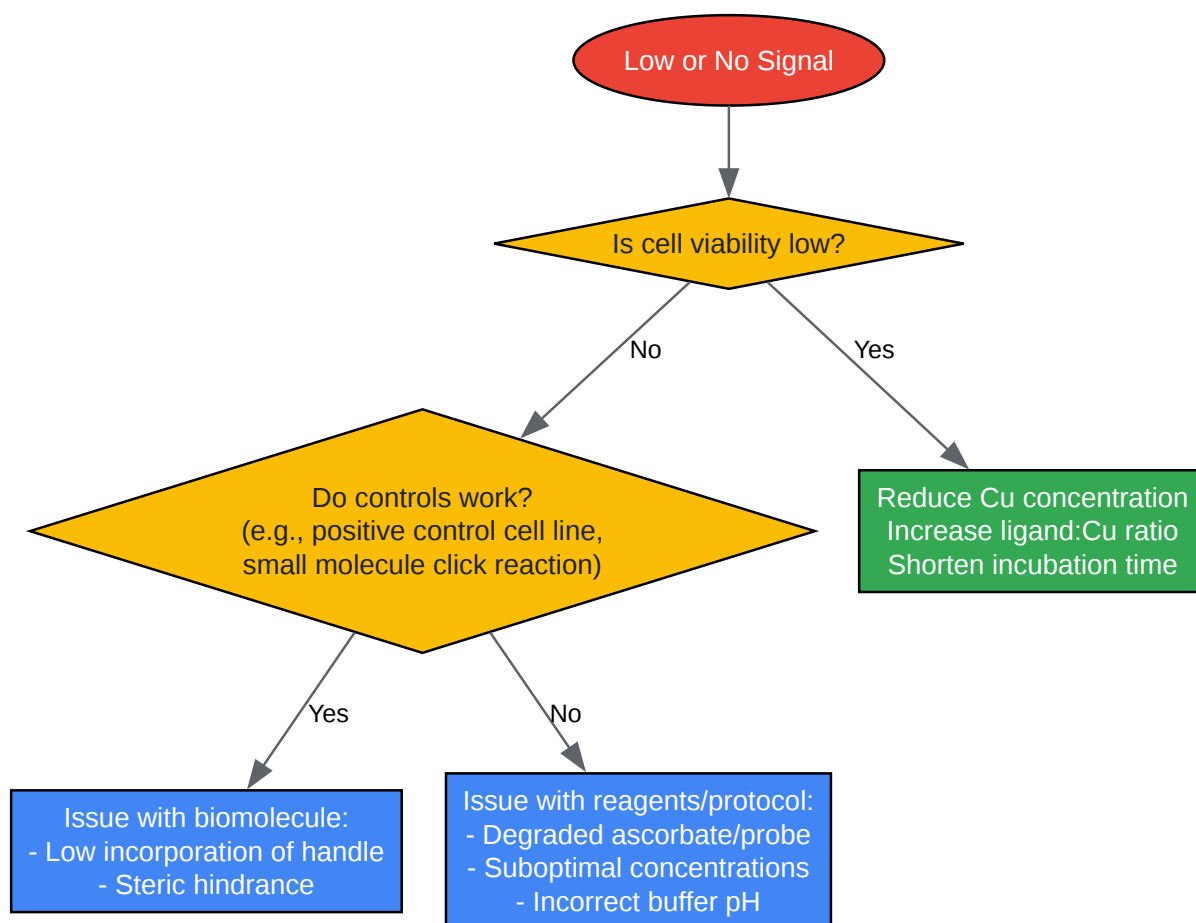 Low or No Signal
Is cell viability low?
No
Yes
Do controls work?
(e.g., positive control cell line,
small molecule click reaction)
Reduce Cu concentration
Increase ligand:Cu ratio
Shorten incubation time
Yes
No
Issue with biomolecule:
- Low incorporation of handle
- Steric hindrance
Issue with reagents/protocol:
- Degraded ascorbate/probe
- Suboptimal concentrations
- Incorrect buffer pH